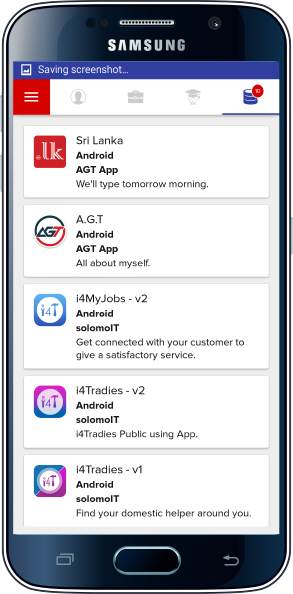 SAMSUNG
Saving screenshot...
10
.lk
Sri Lanka
Android
AGT App
We'll type tomorrow morning.
AGT
A.G.T
Android
AGT App
All about myself.
i4T
i4MyJobs - v2
Android
solomoIT
Get connected with your customer to
give a satisfactory service.
i4T
i4Tradies - v2
Android
solomoIT
i4Tradies Public using App.
i4T
i4Tradies - v1
Android
solomoIT
Find your domestic helper around you.